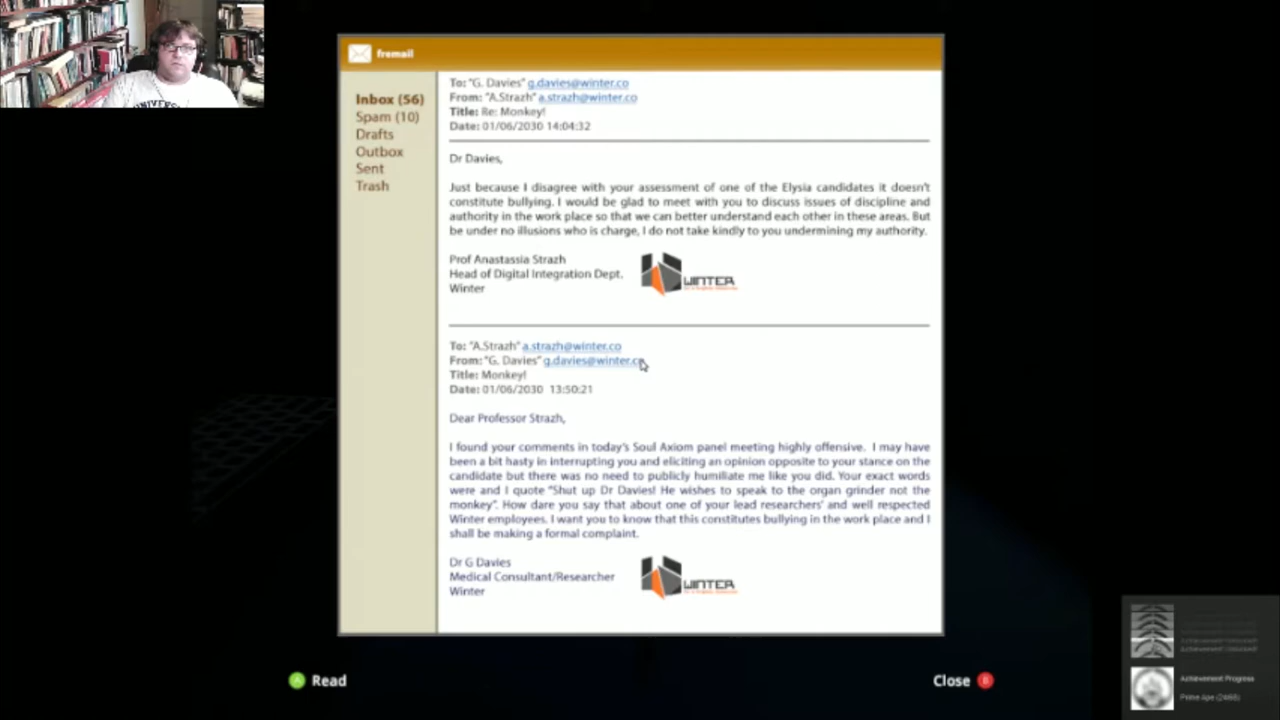 fremail
Inbox (56)
Spam (10)
Drafts
Outbox
Sent
Trash
To: "G. Davies" g.davies@winter.co
From: "A.Strazh" a.strazh@winter.co
Title: Re: Monkey!
Date: 01/06/2030 14:04:32
Dr Davies,
Just because I disagree with your assessment of one of the Elysia candidates it doesn't
constitute bullying. I would be glad to meet with you to discuss issues of discipline and
authority in the work place so that we can better understand each other in these areas. But
be under no illusions who is charge, I do not take kindly to you undermining my authority.
Prof Anastassia Strazh
Head of Digital Integration Dept.
Winter
WINTER
To: "A.Strazh" a.strazh@winter.co
From: "G. Davies" g.davies@winter.co
Title: Monkey!
Date: 01/06/2030 13:50:21
Dear Professor Strazh,
I found your comments in today's Soul Axiom panel meeting highly offensive. I may have
been a bit hasty in interrupting you and eliciting an opinion opposite to your stance on the
candidate but there was no need to publicly humiliate me like you did. Your exact words
were and I quote "Shut up Dr Davies! He wishes to speak to the organ grinder not the
monkey". How dare you say that about one of your lead researchers' and well respected
Winter employees. I want you to know that this constitutes bullying in the work place and I
shall be making a formal complaint.
Dr G Davies
Medical Consultant/Researcher
Winter
WINTER
A Read
Close B
Achievement Progress
Prime Ape